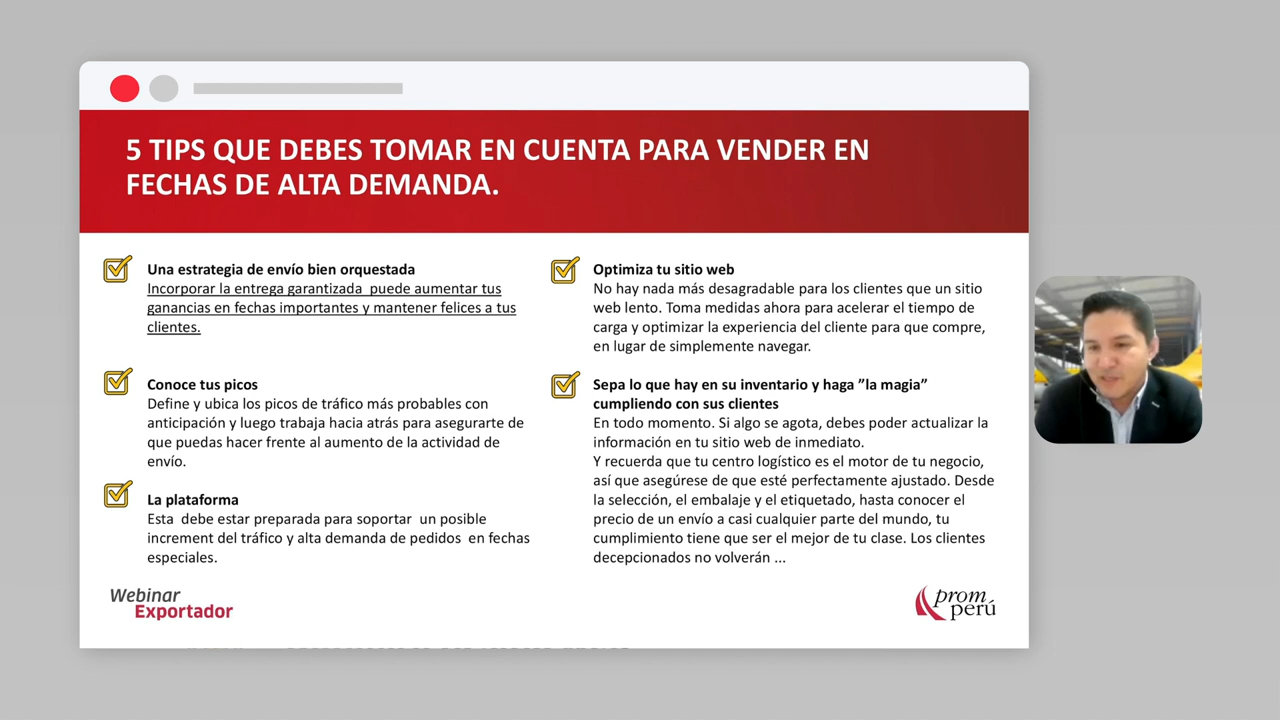 5 TIPS QUE DEBES TOMAR EN CUENTA PARA VENDER EN
FECHAS DE ALTA DEMANDA.
Una estrategia de envío bien orquestada
Incorporar la entrega garantizada  puede aumentar tus
ganancias en fechas importantes y mantener felices a tus
clientes.
Conoce tus picos
Define y ubica los picos de tráfico más probables con
anticipación y luego trabaja hacia atrás para asegurarte de
que puedas hacer frente al aumento de la actividad de
envío.
La plataforma
Esta  debe estar preparada para soportar  un posible
increment del tráfico y alta demanda de pedidos  en fechas
especiales.
Optimiza tu sitio web
No hay nada más desagradable para los clientes que un sitio
web lento. Toma medidas ahora para acelerar el tiempo de
carga y optimizar la experiencia del cliente para que compre,
en lugar de simplemente navegar.
Sepa lo que hay en su inventario y haga ”la magia”
cumpliendo con sus clientes
En todo momento. Si algo se agota, debes poder actualizar la
información en tu sitio web de inmediato.
Y recuerda que tu centro logístico es el motor de tu negocio,
así que asegúrese de que esté perfectamente ajustado. Desde
la selección, el embalaje y el etiquetado, hasta conocer el
precio de un envío a casi cualquier parte del mundo, tu
cumplimiento tiene que ser el mejor de tu clase. Los clientes
decepcionados no volverán ...
Webinar
Exportador
prom
perú